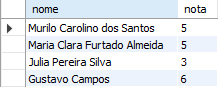 nome nota
Murilo Carolino dos Santos 5
Maria Clara Furtado Almeida 5
Julia Pereira Silva 3
Gustavo Campos 6